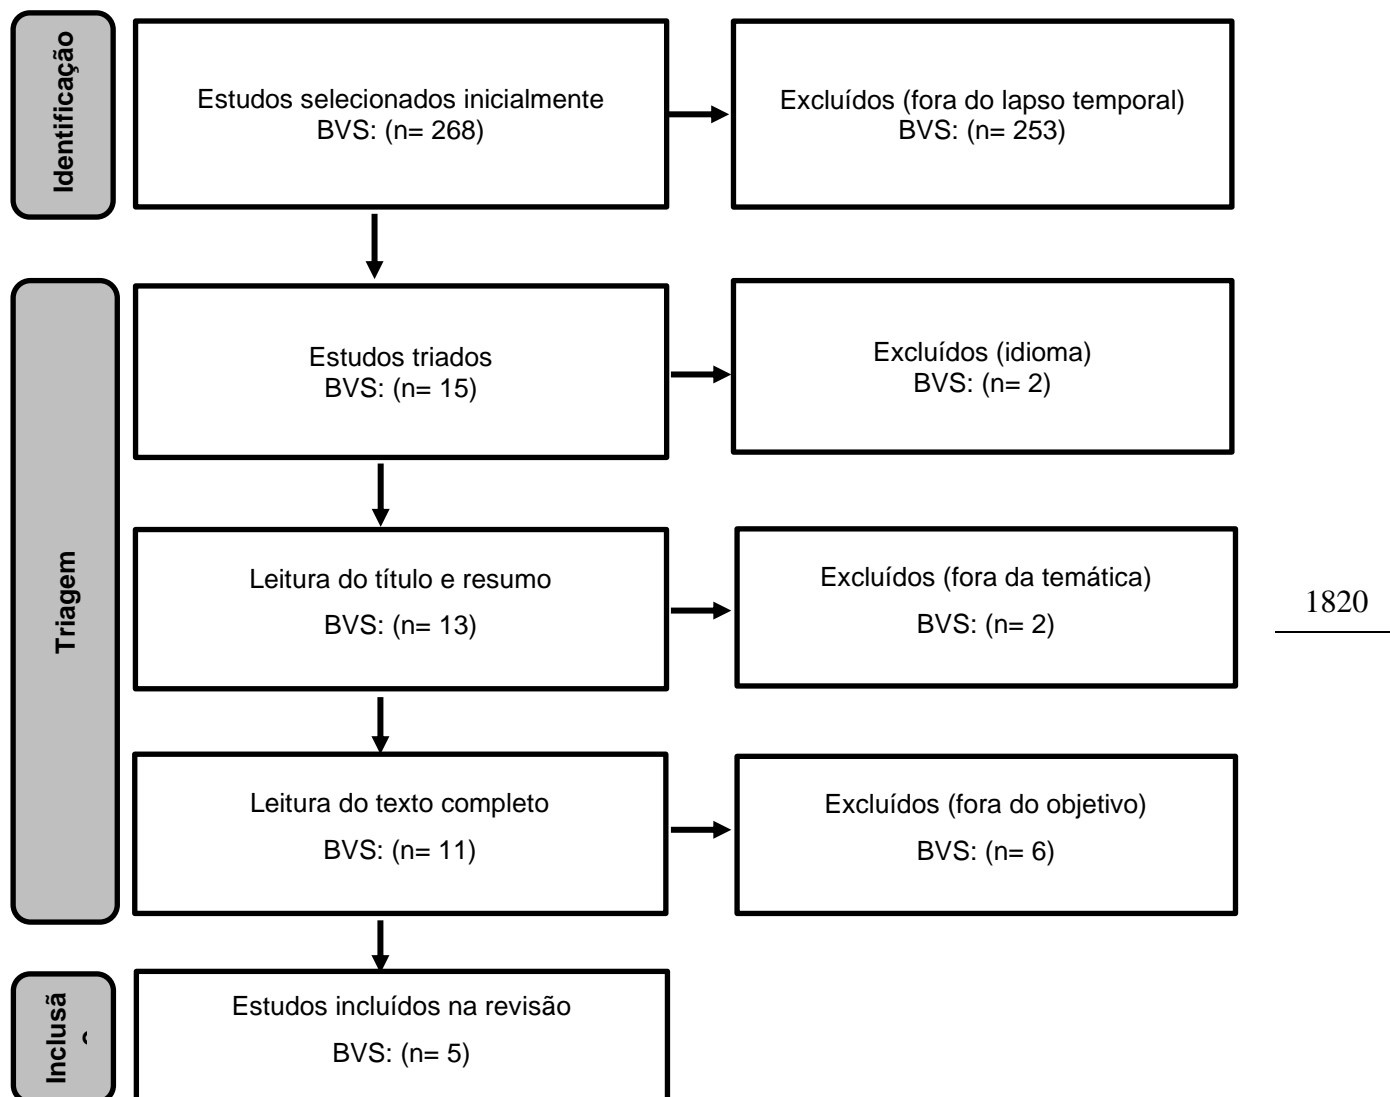 Identificação
Estudos selecionados inicialmente
BVS: (n= 268)
Excluídos (fora do lapso temporal)
BVS: (n= 253)
Triagem
Estudos triados
BVS: (n= 15)
Excluídos (idioma)
BVS: (n= 2)
Leitura do título e resumo
BVS: (n= 13)
Excluídos (fora da temática)
BVS: (n= 2)
1820
Leitura do texto completo
BVS: (n= 11)
Excluídos (fora do objetivo)
BVS: (n= 6)
Inclusã
Estudos incluídos na revisão
BVS: (n= 5)